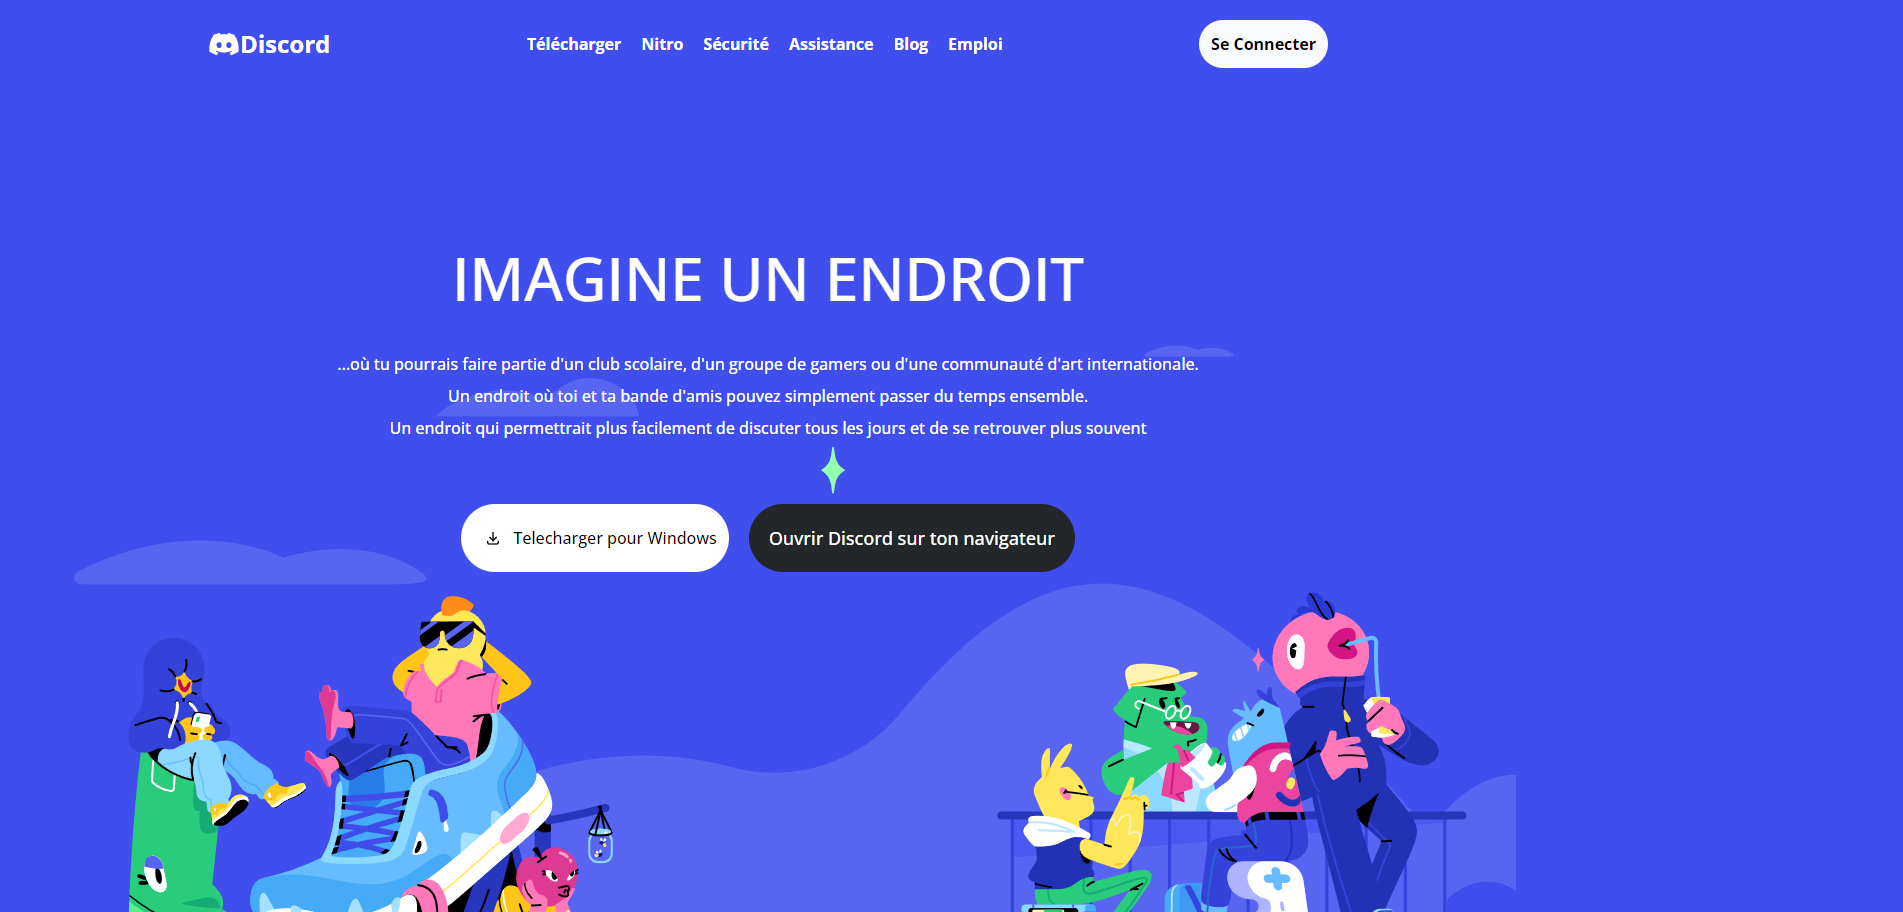 Discord
Télécharger Nitro Sécurité Assistance Blog Emploi
Se Connecter
IMAGINE UN ENDROIT
...où tu pourrais faire partie d'un club scolaire, d'un groupe de gamers ou d'une communauté d'art internationale.
Un endroit où toi et ta bande d'amis pouvez simplement passer du temps ensemble.
Un endroit qui permettrait plus facilement de discuter tous les jours et de se retrouver plus souvent
Telecharger pour Windows
Ouvrir Discord sur ton navigateur